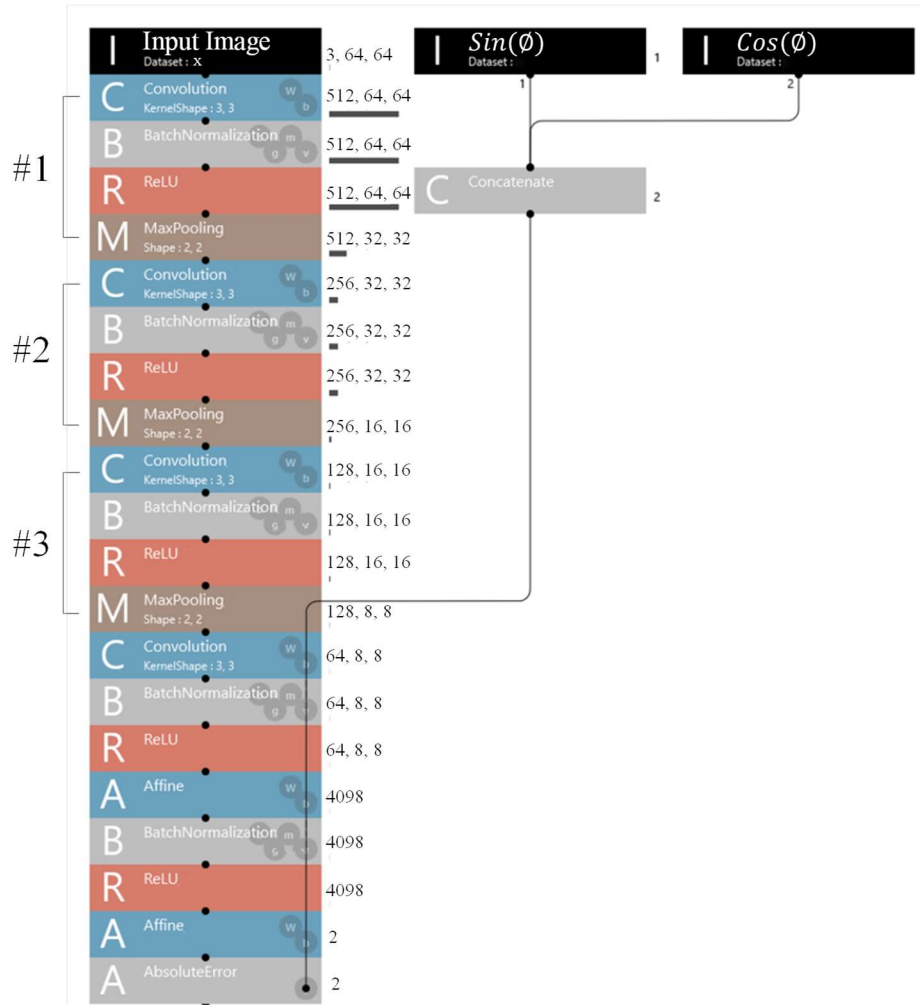 I Input Image
Dataset : x
3, 64, 64
I Sin(∅)
Dataset :
1
I Cos(∅)
Dataset :
1
2
#1
C Convolution W
KernelShape : 3, 3 b
512, 64, 64
B BatchNormalization m
g v
512, 64, 64
R ReLU
512, 64, 64
C Concatenate
2
M MaxPooling
Shape : 2, 2
512, 32, 32
#2
C Convolution W
KernelShape : 3, 3 b
256, 32, 32
B BatchNormalization m
g v
256, 32, 32
R ReLU
256, 32, 32
M MaxPooling
Shape : 2, 2
256, 16, 16
#3
C Convolution W
KernelShape : 3, 3 b
128, 16, 16
B BatchNormalization m
g v
128, 16, 16
R ReLU
128, 16, 16
M MaxPooling
Shape : 2, 2
128, 8, 8
C Convolution W
KernelShape : 3, 3 b
64, 8, 8
B BatchNormalization m
g
64, 8, 8
R ReLU
64, 8, 8
A Affine W
b
4098
B BatchNormalization m
g
4098
R ReLU
4098
A Affine W
b
2
A AbsoluteError
2